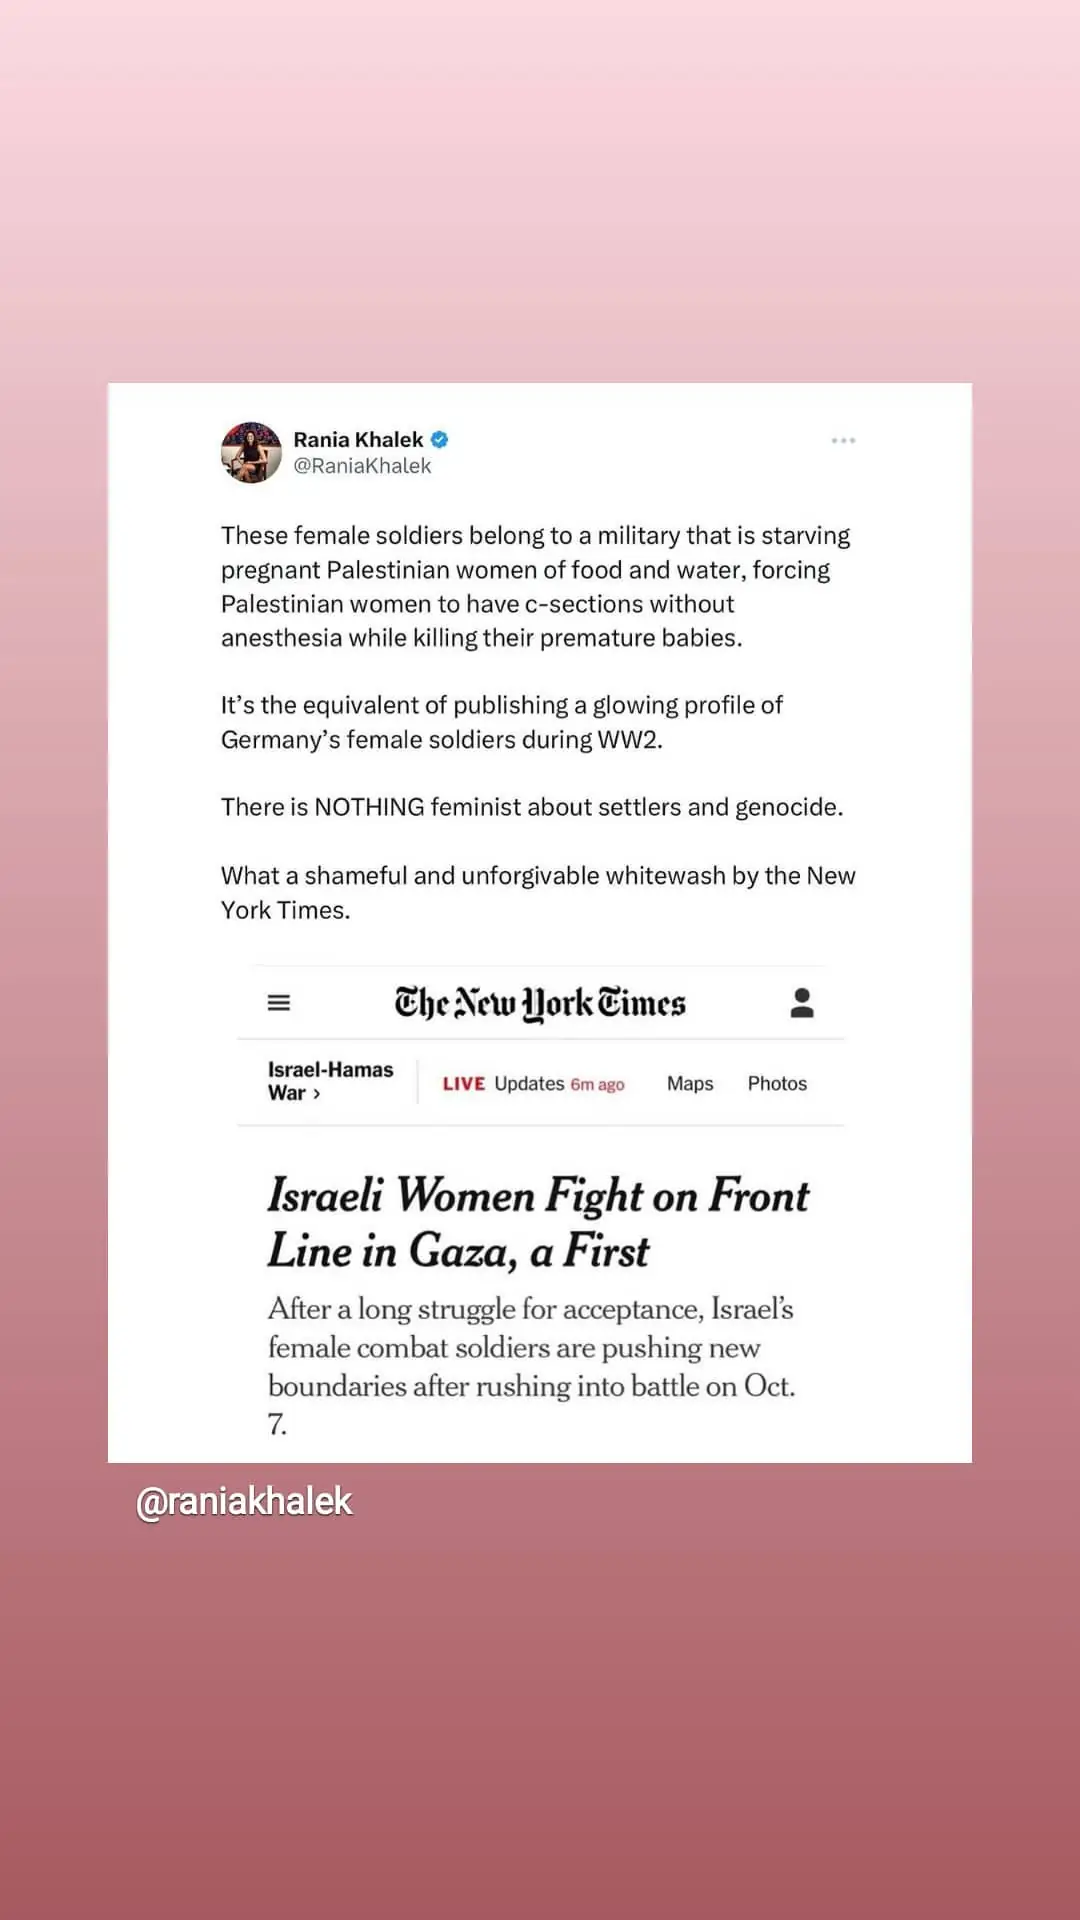 Rania Khalek
@RaniaKhalek
These female soldiers belong to a military that is starving
pregnant Palestinian women of food and water, forcing
Palestinian women to have c-sections without
anesthesia while killing their premature babies.
It’s the equivalent of publishing a glowing profile of
Germany’s female soldiers during WW2.
There is NOTHING feminist about settlers and genocide.
What a shameful and unforgivable whitewash by the New
York Times.
The New York Times
Israel-Hamas
War ›
LIVE Updates 6m ago
Maps
Photos
Israeli Women Fight on Front
Line in Gaza, a First
After a long struggle for acceptance, Israel’s
female combat soldiers are pushing new
boundaries after rushing into battle on Oct.
7.
@raniakhalek